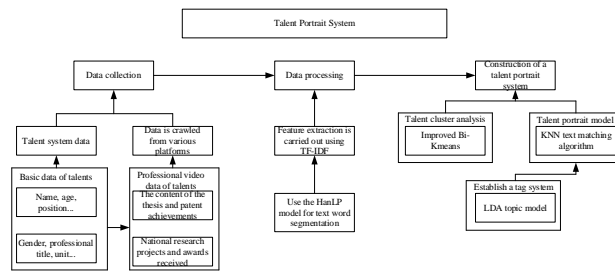 Talent Portrait System
Data collection
Data processing
Construction of a
talent portrait
system
Talent cluster analysis
Improved Bi-
Kmeans
Talent portrait model
KNN text matching
algorithm
Talent system data
Data is crawled
from various
platforms
Feature extraction is
carried out using
TF-IDF
Establish a tag system
LDA topic model
Basic data of talents
Name, age,
position...
Gender, professional
title, unit...
Professional video
data of talents
The content of the
thesis and patent
achievements
National research
projects and awards
received
Use the HanLP
model for text word
segmentation